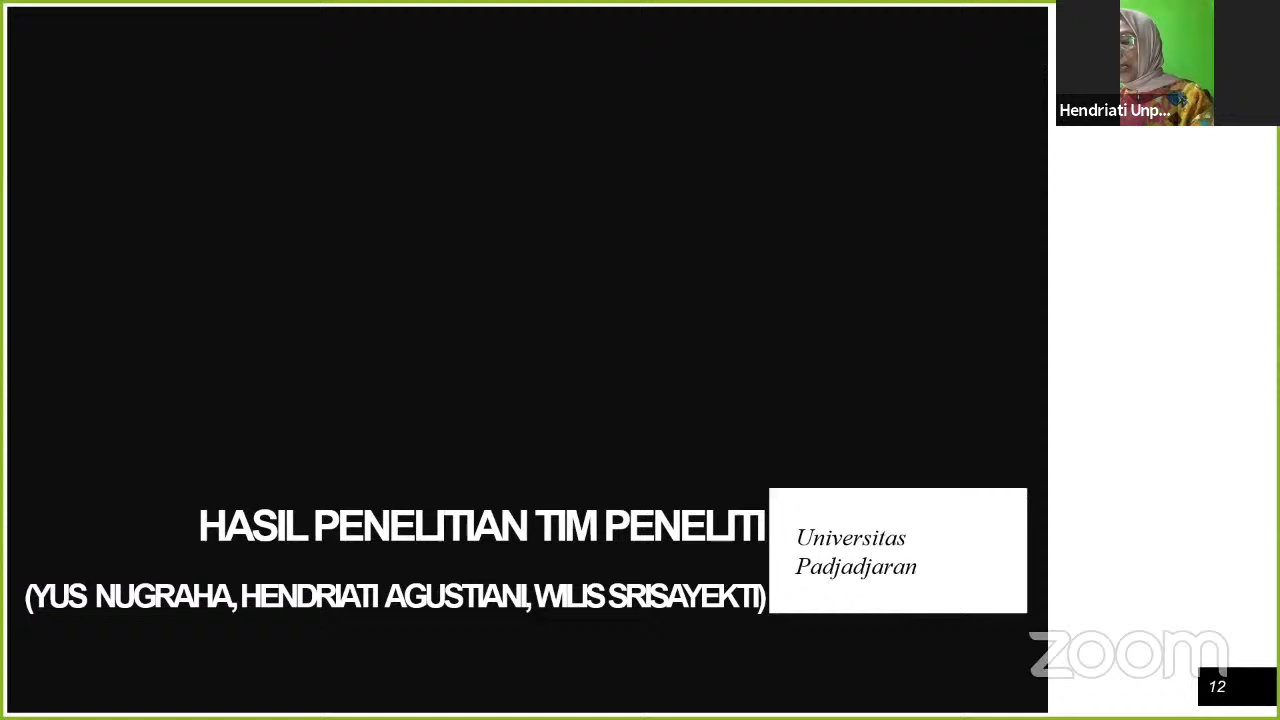 Hendriati Unp...
HASIL PENELITIAN TIM PENELITI
(YUS NUGRAHA, HENDRIATI AGUSTIANI, WILIS SRISAYEKTI)
Universitas
Padjadjaran
zoom
12